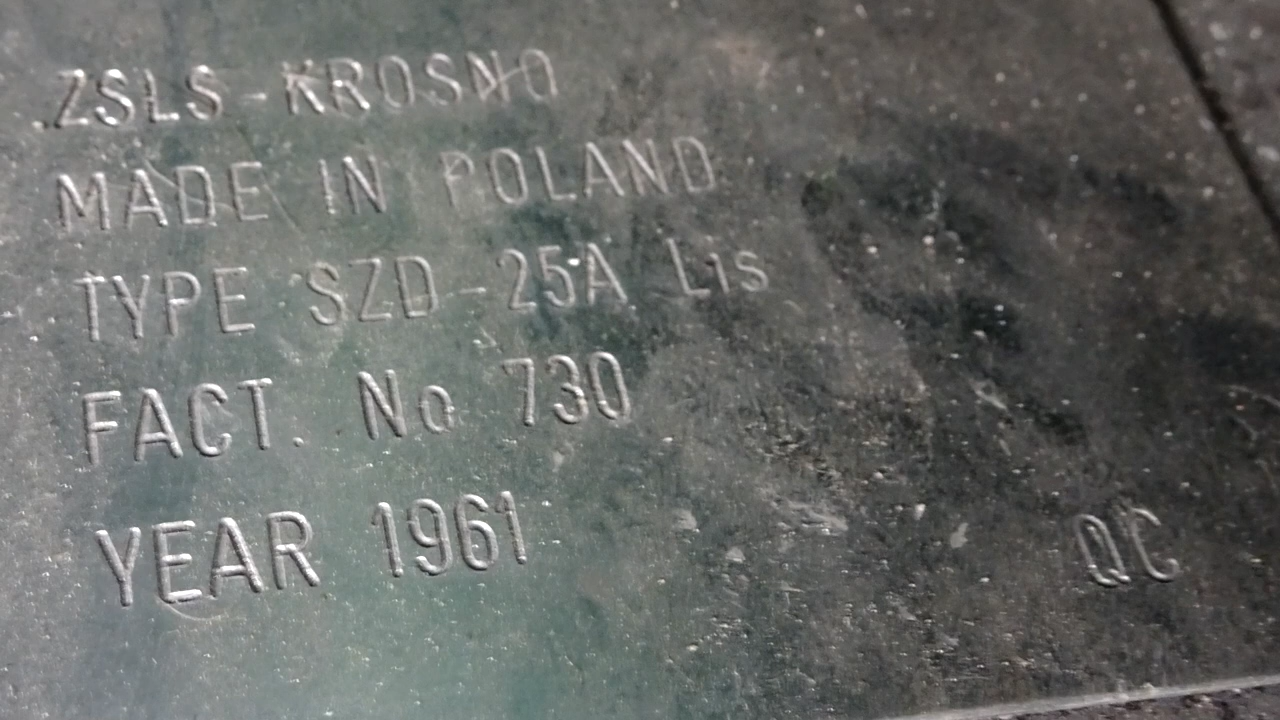 ZSLS-KROSNO
MADE IN POLAND
TYPE SZD-25A Lis
FACT. No 730
YEAR 1961
QC